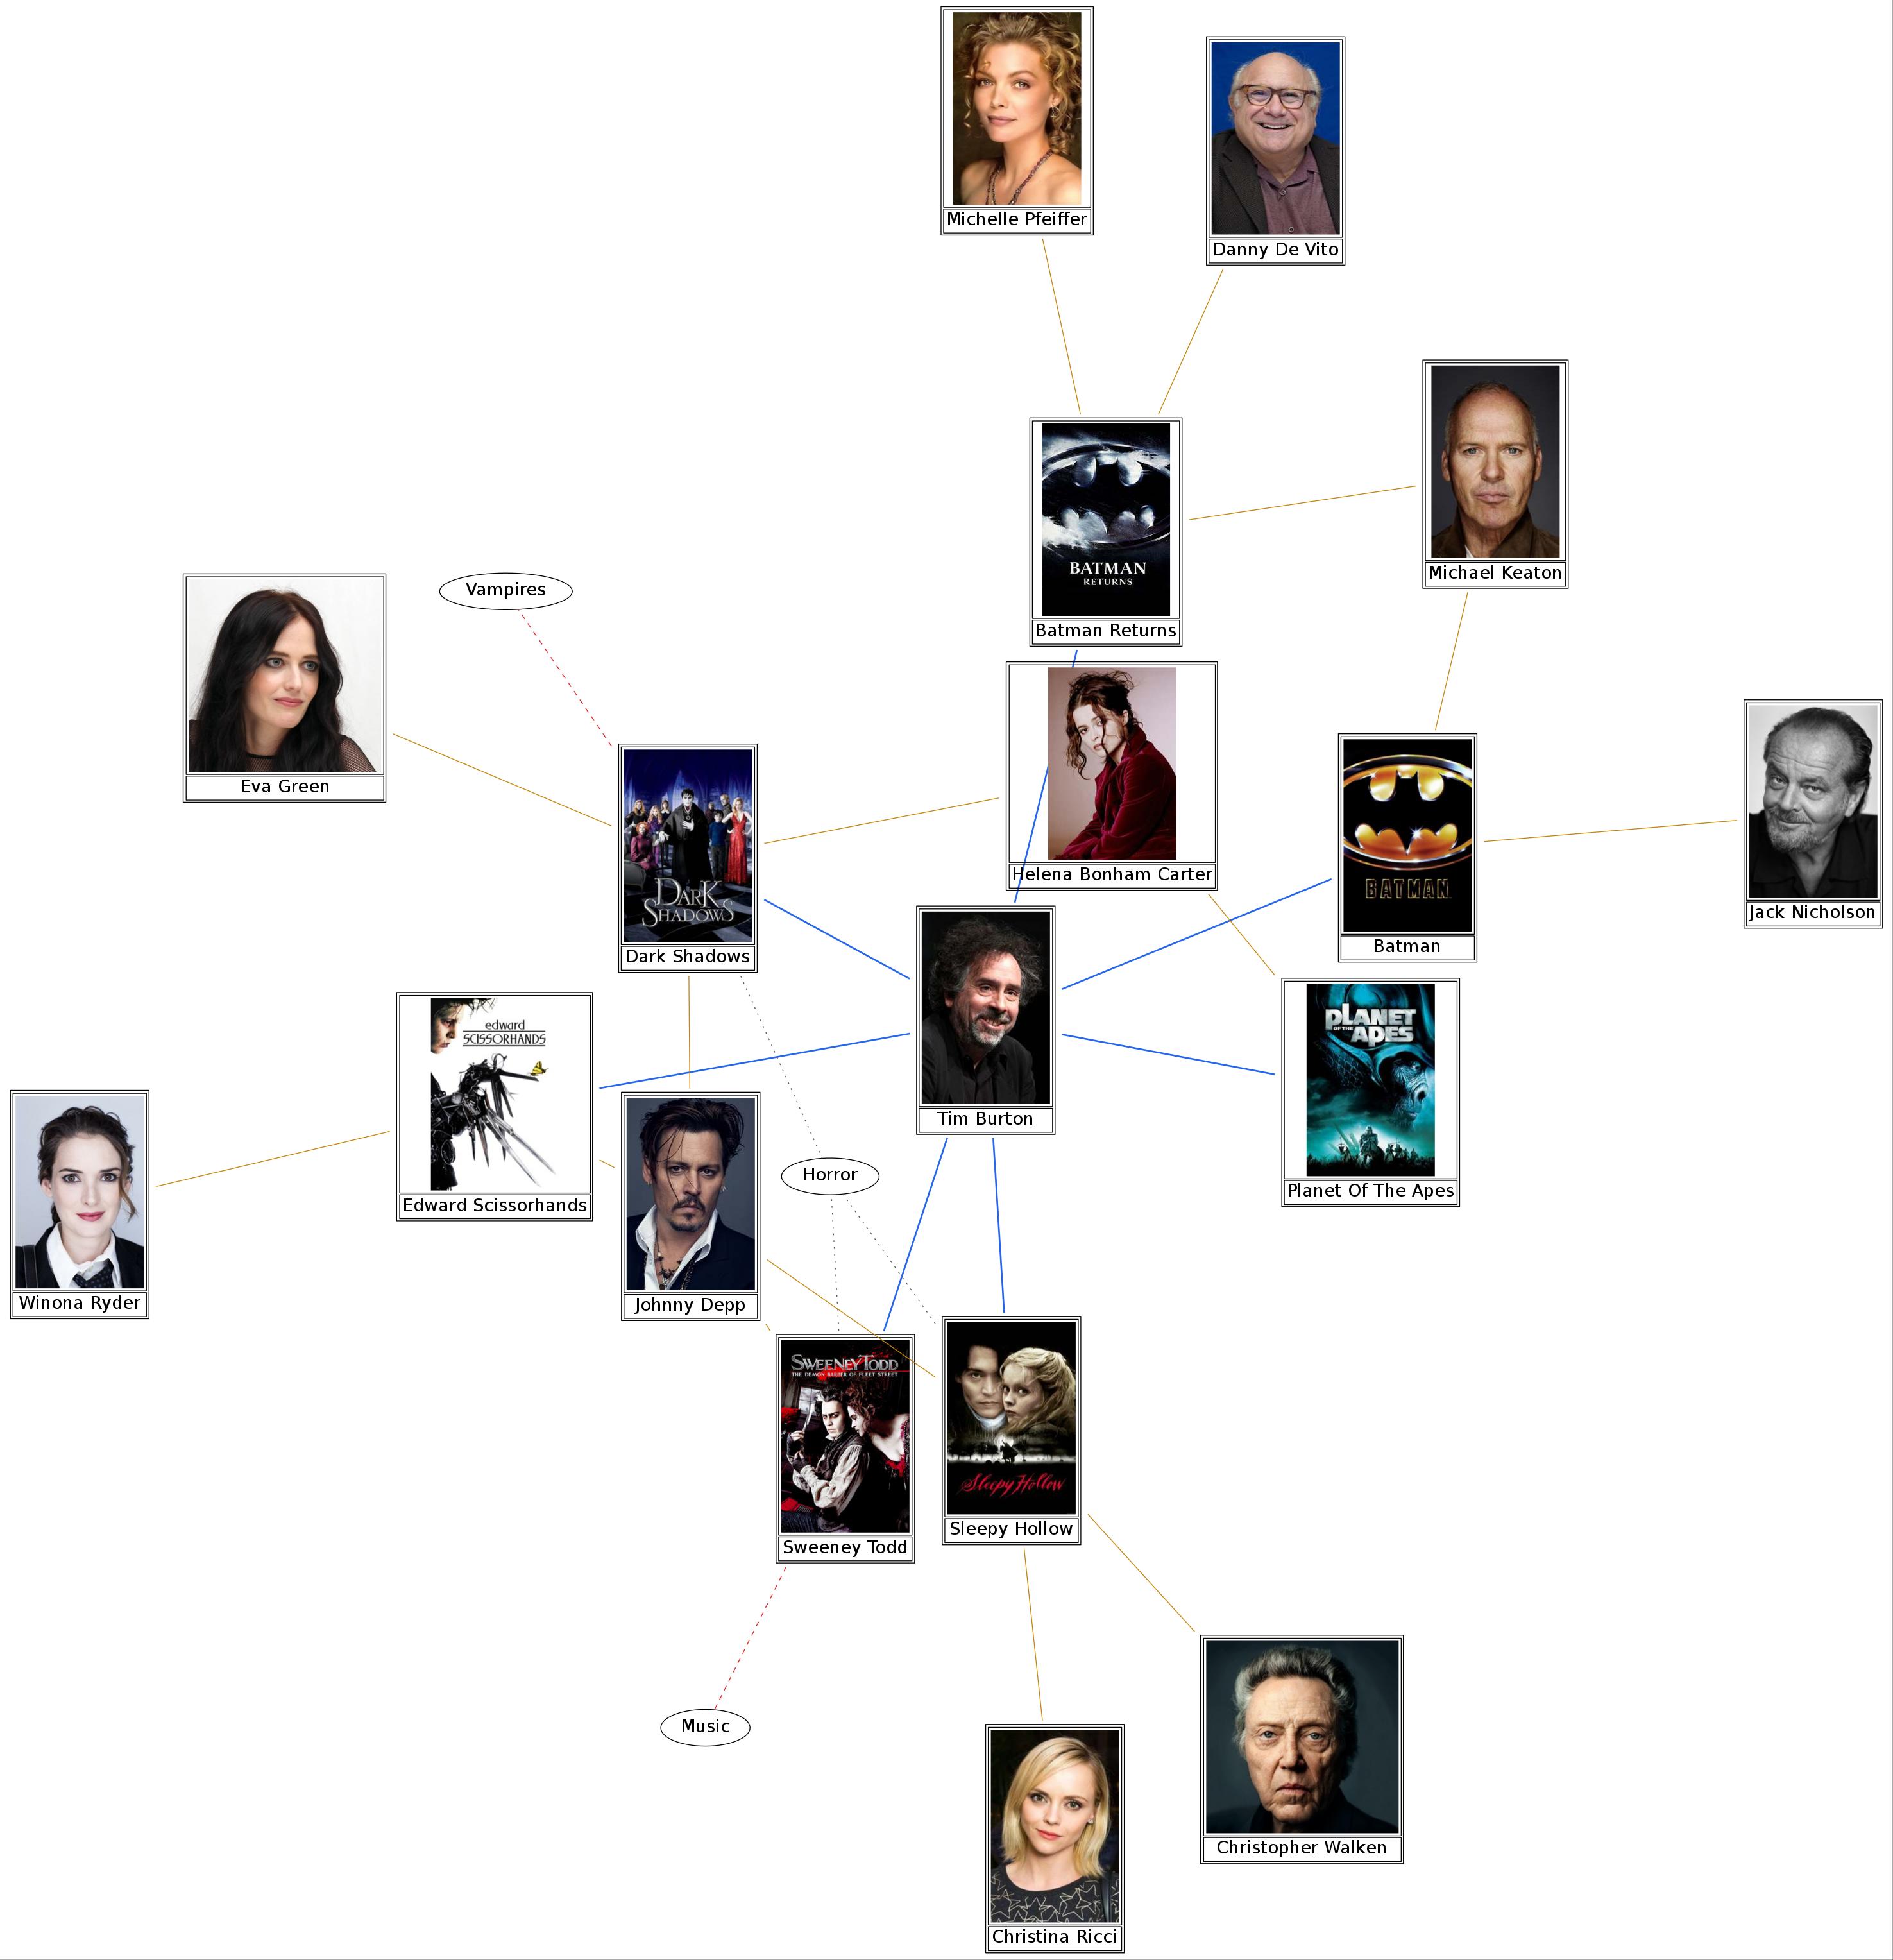 Michelle Pfeiffer
Danny De Vito
BATMAN
RETURNS
Batman Returns
Michael Keaton
Vampires
Eva Green
DARK
SHADOWS
Dark Shadows
Helena Bonham Carter
BATMAN
Batman
Jack Nicholson
edward
SCISSORHANDS
Edward Scissorhands
Tim Burton
PLANET
OF THE
APES
Planet Of The Apes
Winona Ryder
Johnny Depp
Horror
SWEENEY TODD
THE DEMON BARBER OF FLEET STREET
Sweeney Todd
Sleepy Hollow
Sleepy Hollow
Music
Christopher Walken
Christina Ricci